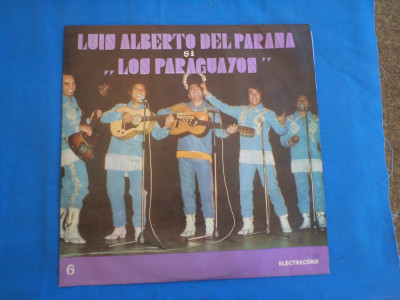 LUIS ALBERTO DEL PARANA
și
„LOS PARAGUAYOS”
6
ELECTRECORD